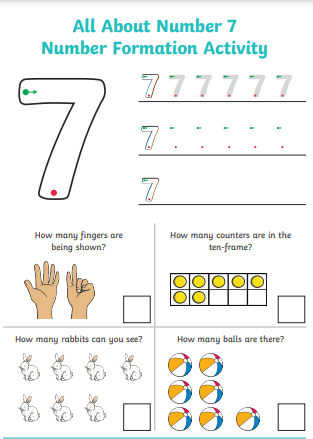 All About Number 7
Number Formation Activity
7
7 7 7 7 7 7
7
7
How many fingers are
being shown?
How many counters are in the
ten-frame?
How many rabbits can you see?
How many balls are there?